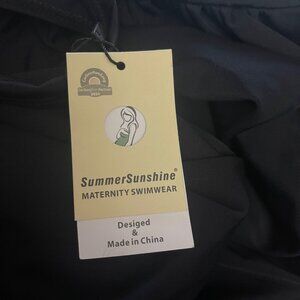 SummerSunshine®
MATERNITY SWIMWEAR
Desiged
&
Made in China